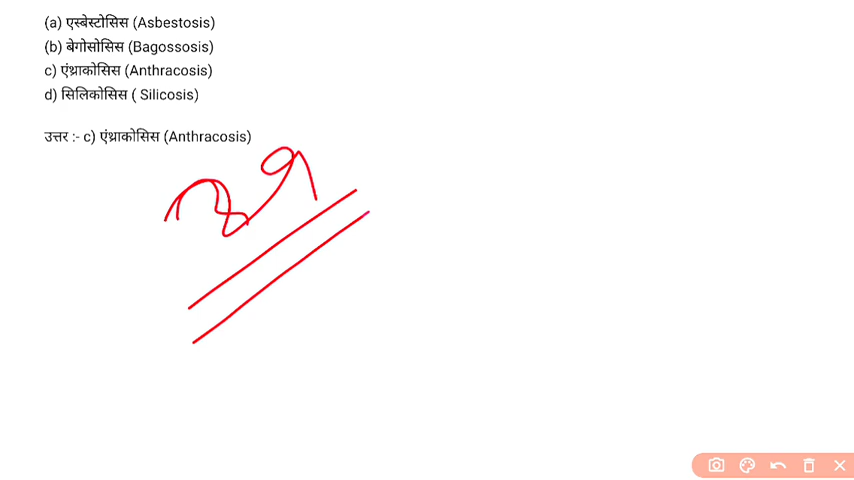 (a) एस्बेस्टोसिस (Asbestosis)
(b) बेगोसोसिस (Bagossosis)
c) एंथ्राकोसिस (Anthracosis)
d) सिलिकोसिस ( Silicosis)
उत्तर :- c) एंथ्राकोसिस (Anthracosis)